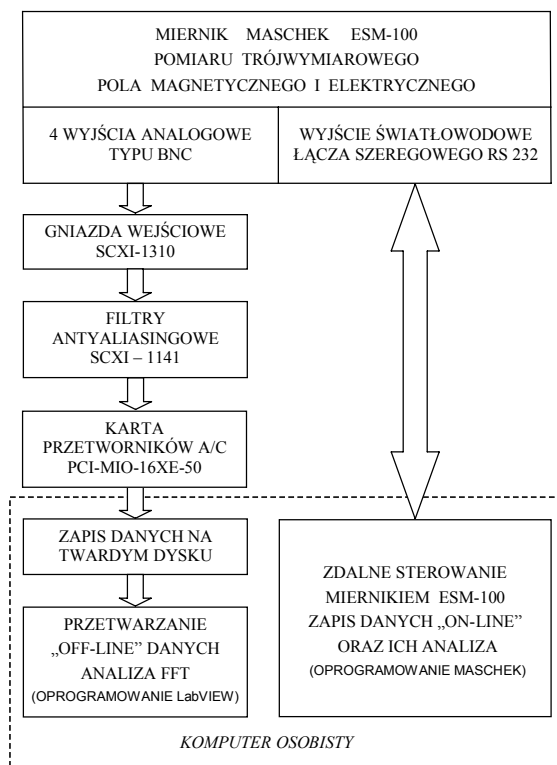 MIERNIK MASCHEK ESM-100
POMIARU TRÓJWYMIAROWEGO
POLA MAGNETYCZNEGO I ELEKTRYCZNEGO
4 WYJŚCIA ANALOGOWE
TYPU BNC
WYJŚCIE ŚWIATŁOWODOWE
ŁĄCZA SZEREGOWEGO RS 232
GNIAZDA WEJŚCIOWE
SCXI-1310
FILTRY
ANTYALIASINGOWE
SCXI – 1141
KARTA
PRZETWORNIKÓW A/C
PCI-MIO-16XE-50
ZAPIS DANYCH NA
TWARDYM DYSKU
PRZETWARZANIE
„OFF-LINE” DANYCH
ANALIZA FFT
(OPROGRAMOWANIE LabVIEW)
ZDALNE STEROWANIE
MIERNIKIEM ESM-100
ZAPIS DANYCH „ON-LINE”
ORAZ ICH ANALIZA
(OPROGRAMOWANIE MASCHEK)
KOMPUTER OSOBISTY